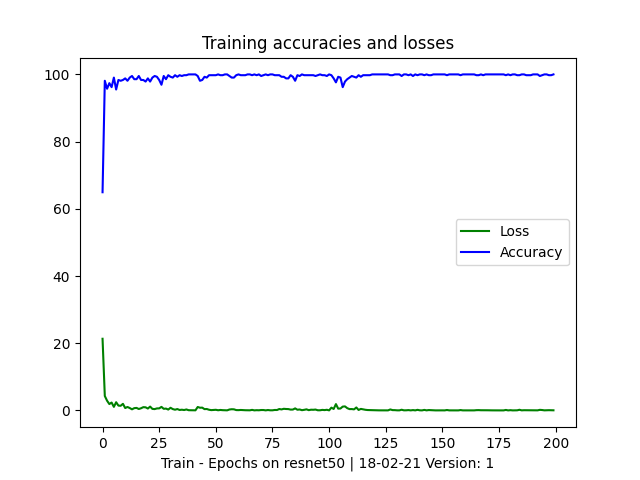 Training accuracies and losses
100
80
60
40
20
0
Loss
Accuracy
0 25 50 75 100 125 150 175 200
Train - Epochs on resnet50 | 18-02-21 Version: 1